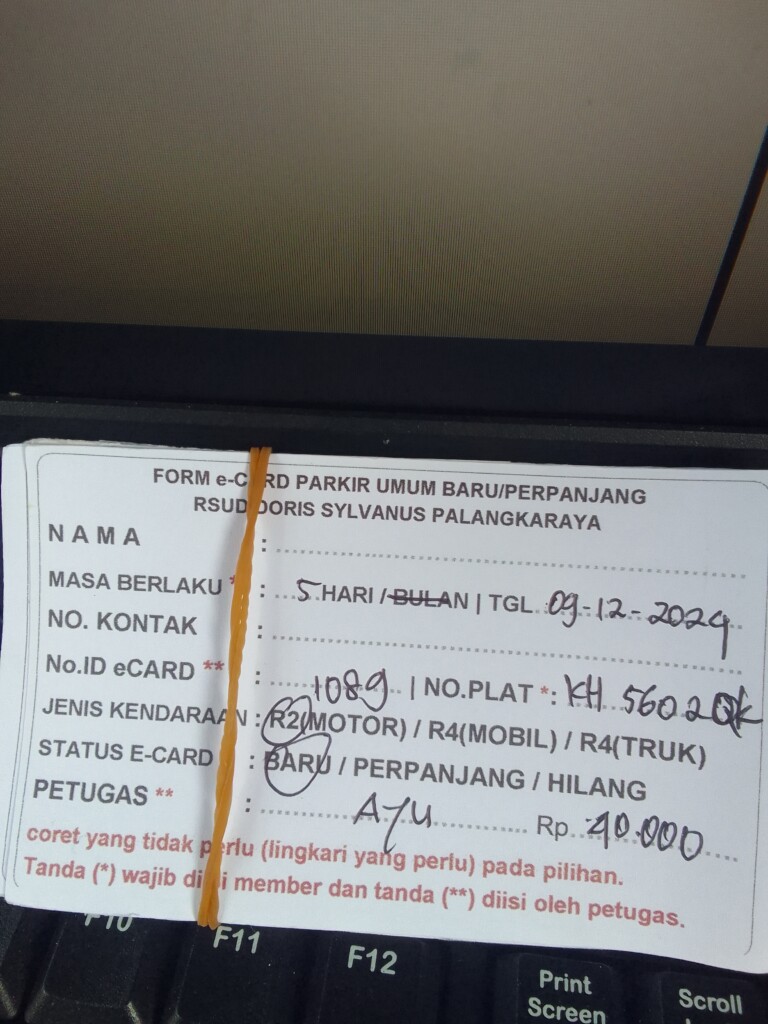 FORM e-CARD PARKIR UMUM BARU/PERPANJANG
RSUD DORIS SYLVANUS PALANGKARAYA
NAMA :
MASA BERLAKU * : 5 HARI / BULAN | TGL 09-12-2024
NO. KONTAK :
No.ID eCARD ** : 1089 | NO.PLAT *: KH 5602 QK
JENIS KENDARAAN : R2(MOTOR) / R4(MOBIL) / R4(TRUK)
STATUS E-CARD : BARU / PERPANJANG / HILANG
PETUGAS ** : AYU Rp 40.000
coret yang tidak perlu (lingkari yang perlu) pada pilihan.
Tanda (*) wajib diisi member dan tanda (**) diisi oleh petugas.
F10 F11 F12 Print Screen Scroll